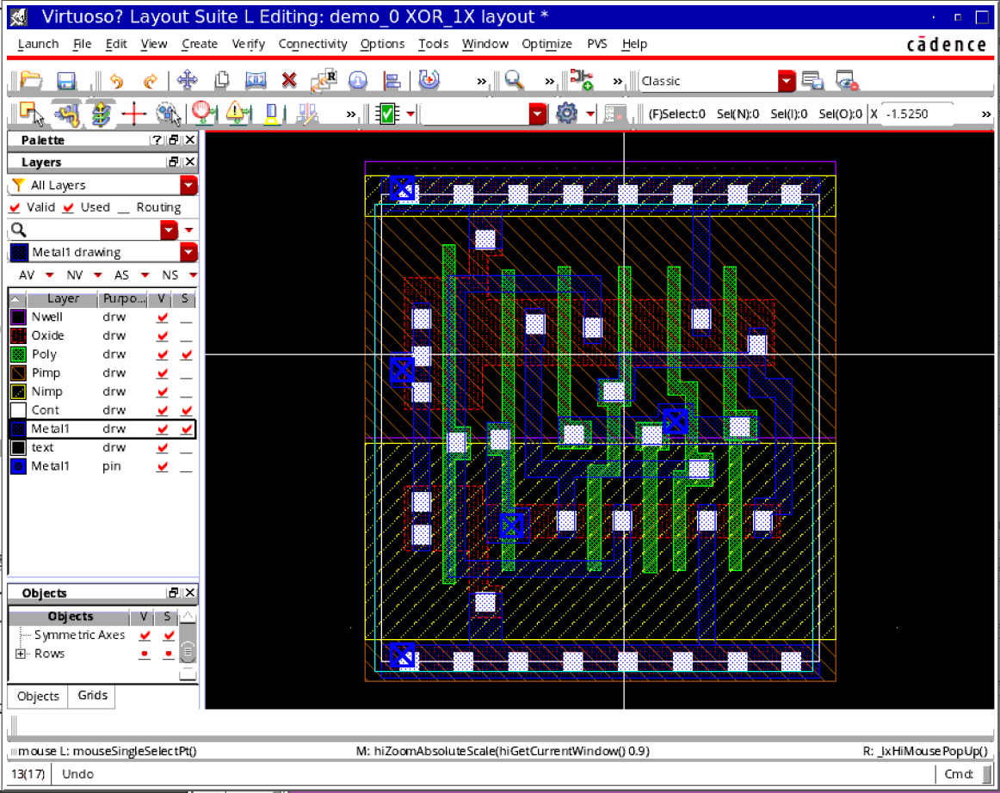 Virtuoso? Layout Suite L Editing: demo_0 XOR_1X layout *
Launch File Edit View Create Verify Connectivity Options Tools Window Optimize PVS Help
cādence
R
» » » Classic
» (F)Select:0 Sel(N):0 Sel(I):0 Sel(O):0 X -1.5250 »
Palette
Layers
All Layers
Valid Used Routing
Metal1 drawing
AV NV AS NS
Layer Purpo... V S
Nwell drw
Oxide drw
Poly drw
Pimp drw
Nimp drw
Cont drw
Metal1 drw
text drw
Metal1 pin
Objects
Objects V S
Symmetric Axes
Rows
Objects Grids
mouse L: mouseSingleSelectPt() M: hiZoomAbsoluteScale(hiGetCurrentWindow() 0.9) R: _lxHiMousePopUp()
13(17) Undo Cmd: